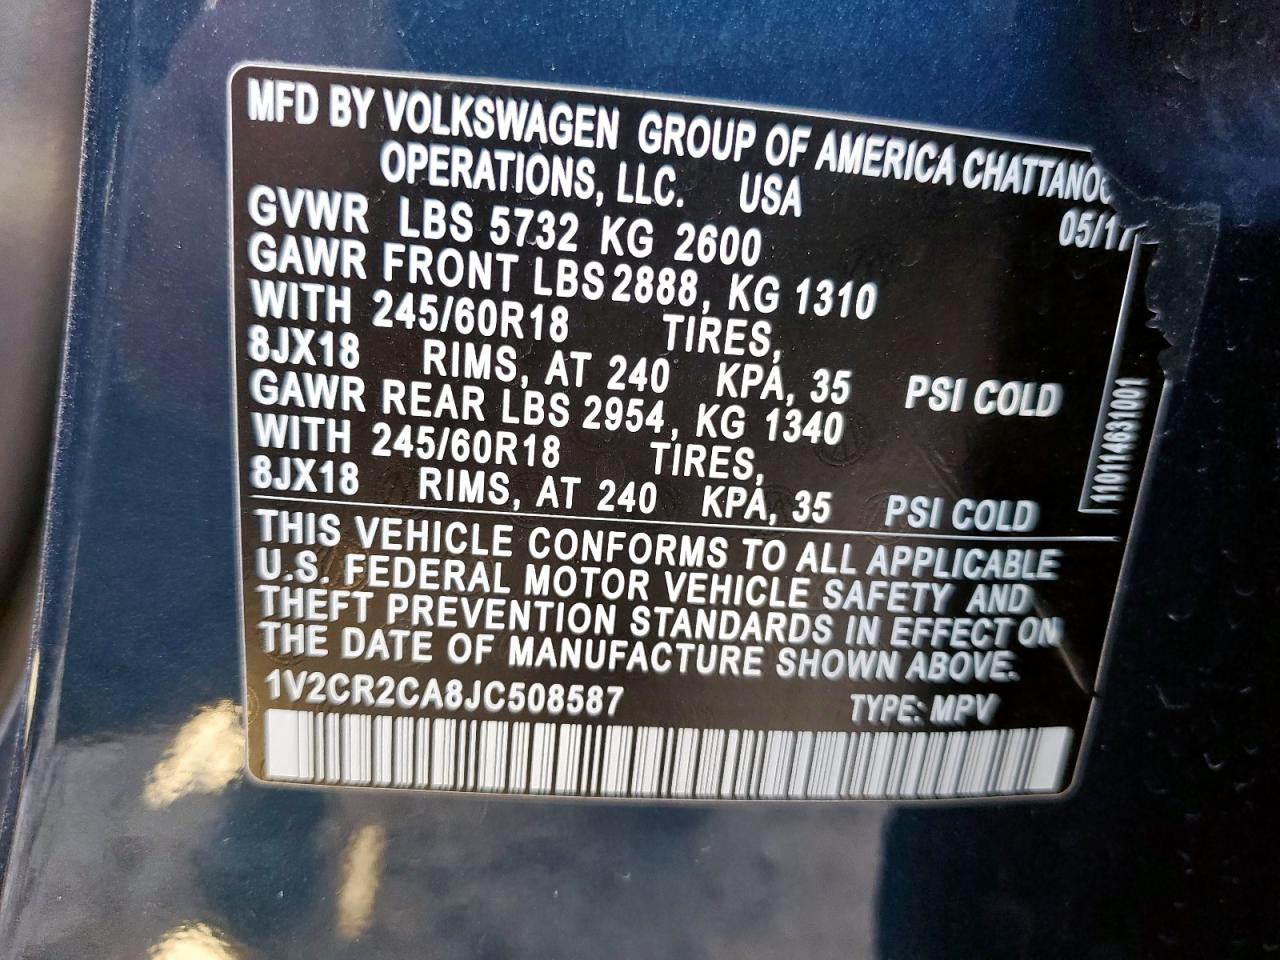 MFD BY VOLKSWAGEN GROUP OF AMERICA CHATTANO
OPERATIONS, LLC. USA
05/17
GVWR LBS 5732 KG 2600
GAWR FRONT LBS 2888, KG 1310
WITH 245/60R18 TIRES,
8JX18 RIMS, AT 240 KPA, 35 PSI COLD
GAWR REAR LBS 2954, KG 1340
WITH 245/60R18 TIRES,
8JX18 RIMS, AT 240 KPA, 35 PSI COLD
110114631001
THIS VEHICLE CONFORMS TO ALL APPLICABLE
U.S. FEDERAL MOTOR VEHICLE SAFETY AND
THEFT PREVENTION STANDARDS IN EFFECT ON
THE DATE OF MANUFACTURE SHOWN ABOVE.
1V2CR2CA8JC508587 TYPE: MPV